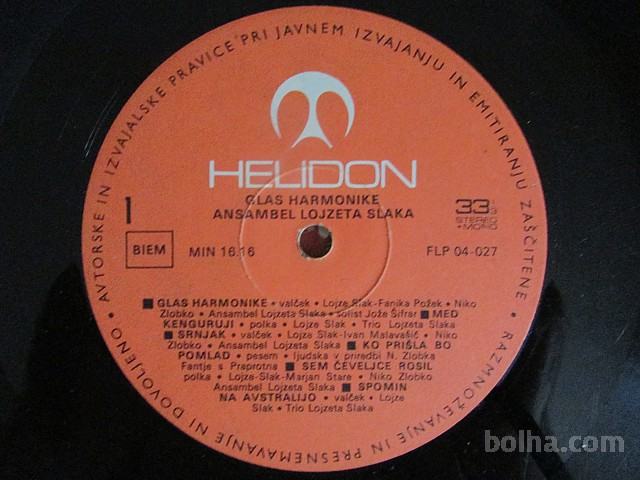 AVTORSKE IN IZVAJALSKE PRAVICE PRI JAVNEM IZVAJANJU IN EMITIRANJU ZAŠČITENE • RAZMNOŽEVANJE IN PRESNEMAVANJE NI DOVOLJENO •
HELIDON
GLAS HARMONIKE
ANSAMBEL LOJZETA SLAKA
1
33 1/3
STEREO
+MONO
BIEM
MIN 16.16
FLP 04-027
■ GLAS HARMONIKE • valček • Lojze Slak-Fanika Požek • Niko
Zlobko • Ansambel Lojzeta Slaka • solist Jože Šifrar ■ MED
KENGURUJI • polka • Lojze Slak • Trio Lojzeta Slaka
■ SRNJAK • valček • Lojze Slak-Ivan Malavašič • Niko
Zlobko • Ansambel Lojzeta Slaka ■ KO PRIŠLA BO
POMLAD • pesem • ljudska v priredbi N. Zlobka
Fantje s Praprotna ■ SEM ČEVELJCE ROSIL
polka • Lojze-Slak-Marjan Stare • Niko Zlobko
Ansambel Lojzeta Slaka ■ SPOMIN
NA AVSTRALIJO • valček • Lojze
Slak • Trio Lojzeta Slaka
bolha.com